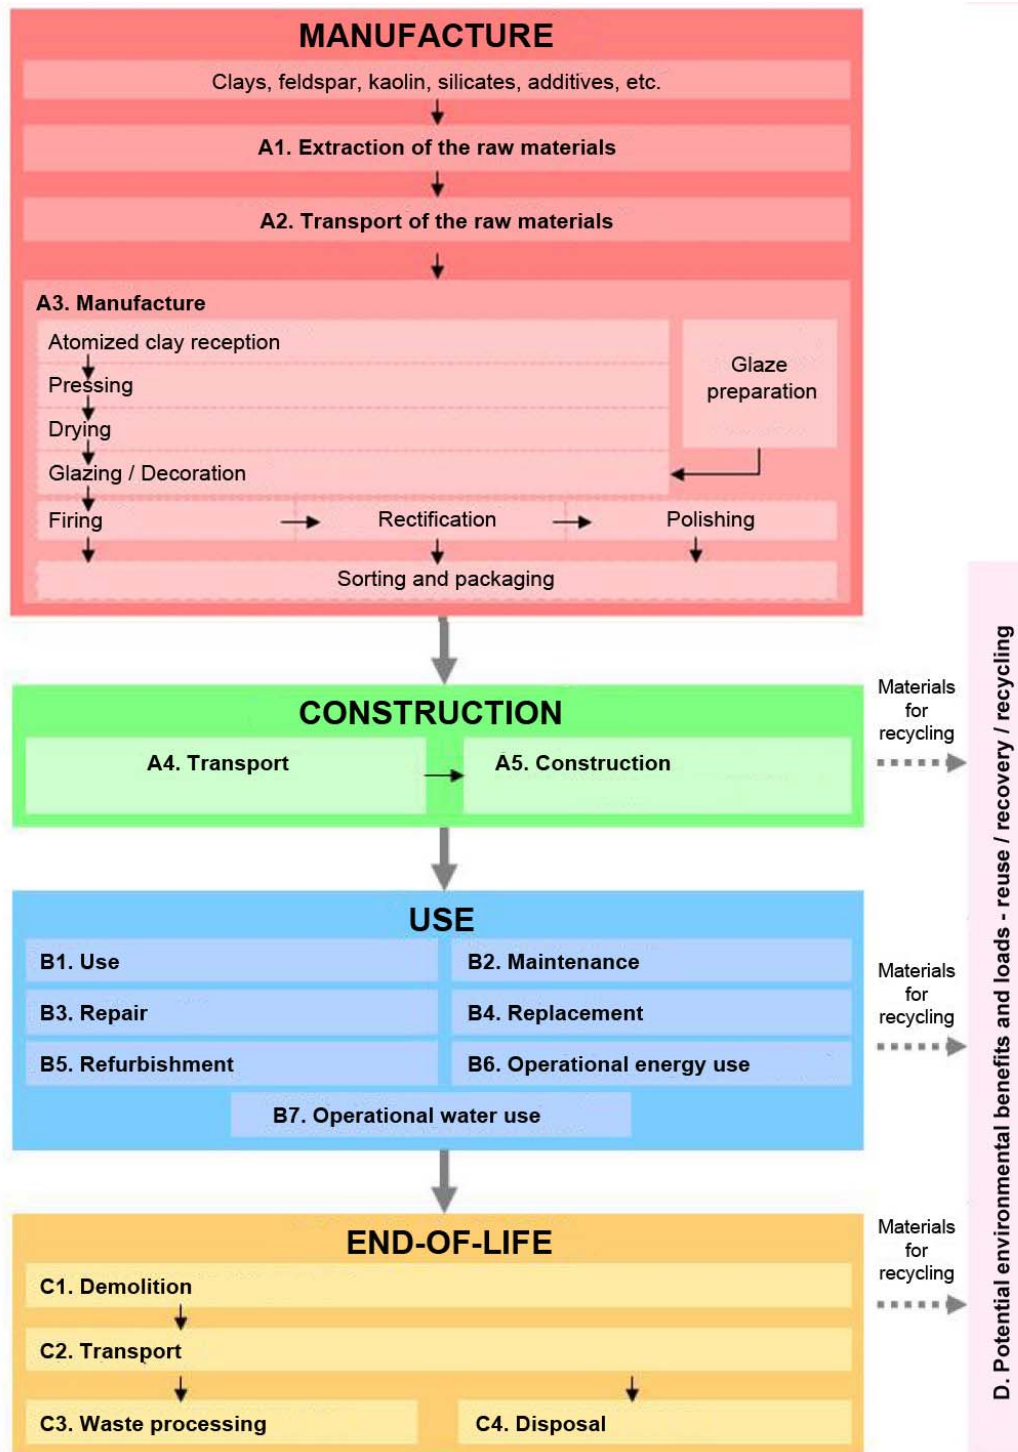 MANUFACTURE
Clays, feldspar, kaolin, silicates, additives, etc.
A1. Extraction of the raw materials
A2. Transport of the raw materials
A3. Manufacture
Atomized clay reception
Pressing
Drying
Glazing / Decoration
Glaze
preparation
Firing
Rectification
Polishing
Sorting and packaging
CONSTRUCTION
A4. Transport
A5. Construction
Materials
for
recycling
USE
B1. Use
B2. Maintenance
B3. Repair
B4. Replacement
B5. Refurbishment
B6. Operational energy use
B7. Operational water use
Materials
for
recycling
END-OF-LIFE
C1. Demolition
C2. Transport
C3. Waste processing
C4. Disposal
Materials
for
recycling
D. Potential environmental benefits and loads - reuse / recovery / recycling